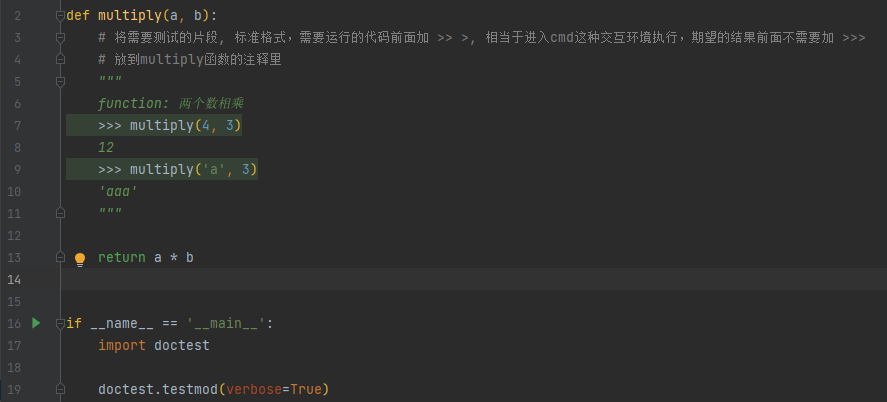 2 def multiply(a, b):
3 # 将需要测试的片段, 标准格式，需要运行的代码前面加 >> >, 相当于进入cmd这种交互环境执行，期望的结果前面不需要加 >>>
4 # 放到multiply函数的注释里
5 """
6 function: 两个数相乘
7 >>> multiply(4, 3)
8 12
9 >>> multiply('a', 3)
10 'aaa'
11 """
12
13 return a * b
14
15
16 if __name__ == '__main__':
17 import doctest
18
19 doctest.testmod(verbose=True)